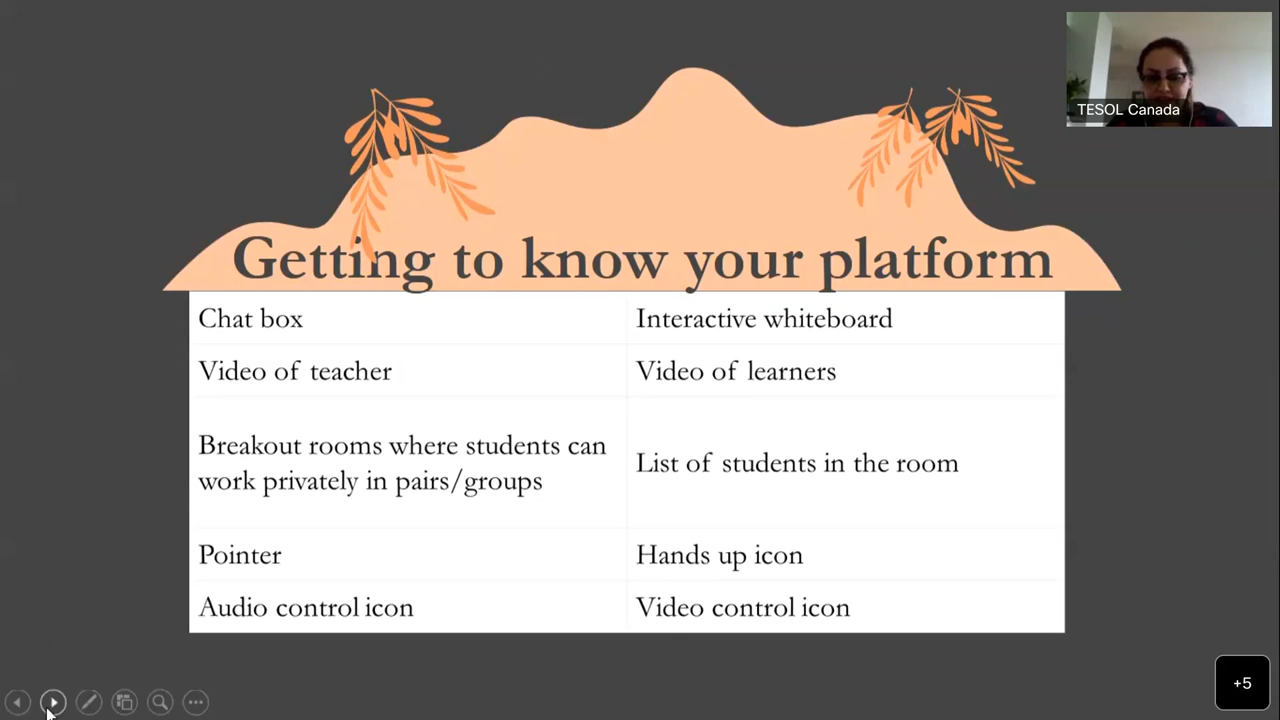 TESOL Canada
Getting to know your platform
Chat box
Interactive whiteboard
Video of teacher
Video of learners
Breakout rooms where students can
work privately in pairs/groups
List of students in the room
Pointer
Hands up icon
Audio control icon
Video control icon
+5